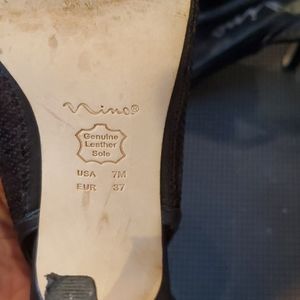 nina®
Genuine
Leather
Sole
USA 7M
EUR 37